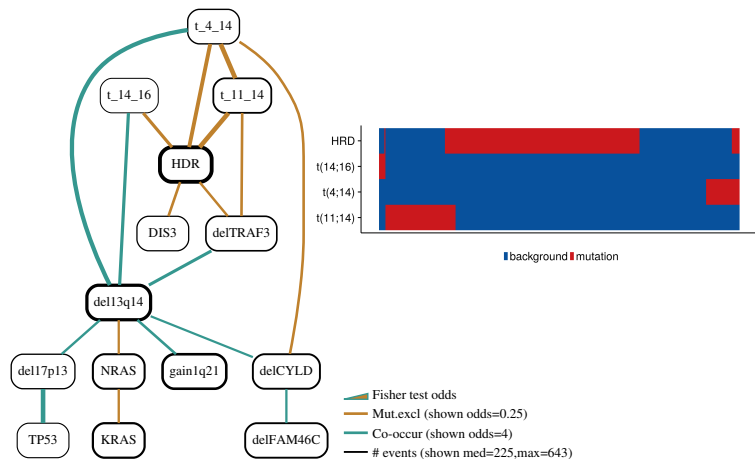 t_4_14
t_14_16
t_11_14
HDR
DIS3
delTRAF3
del13q14
del17p13
NRAS
gain1q21
delCYLD
TP53
KRAS
delFAM46C
HRD
t(14;16)
t(4;14)
t(11;14)
background
mutation
Fisher test odds
Mut.excl (shown odds=0.25)
Co-occur (shown odds=4)
# events (shown med=225,max=643)